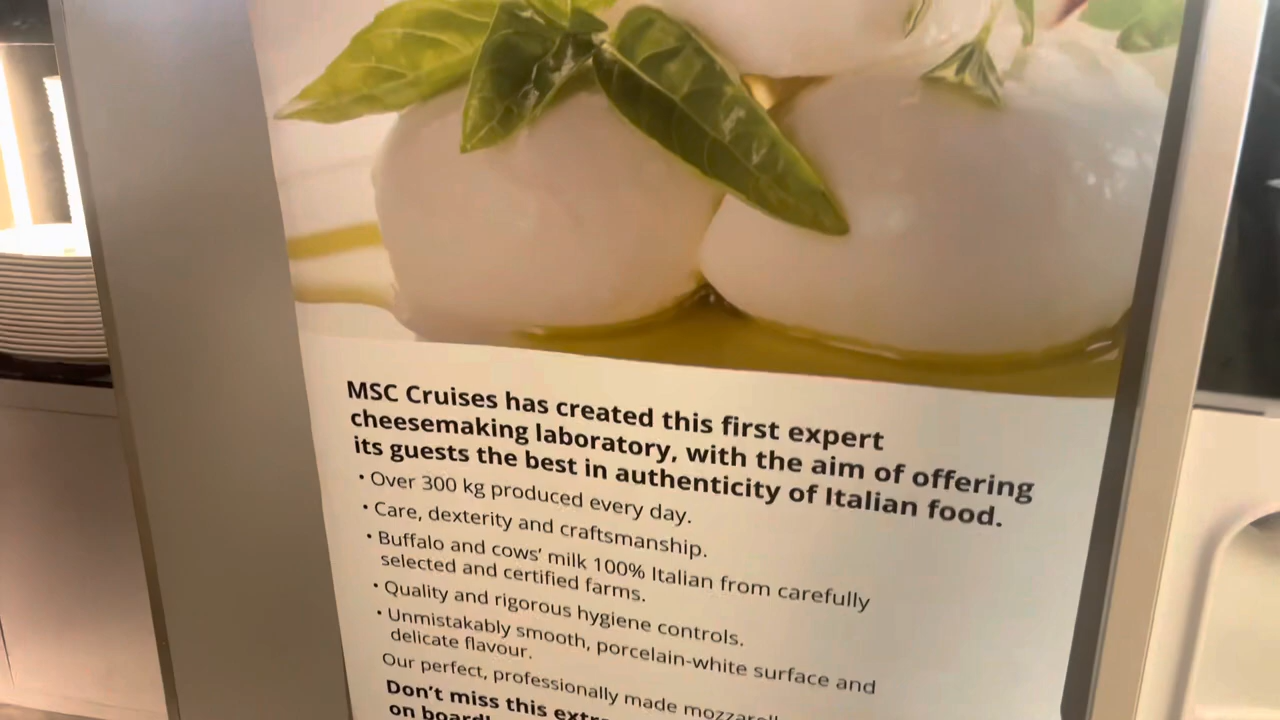 MSC Cruises has created this first expert
cheesemaking laboratory, with the aim of offering
its guests the best in authenticity of Italian food.
• Over 300 kg produced every day.
• Care, dexterity and craftsmanship.
• Buffalo and cows’ milk 100% Italian from carefully
selected and certified farms.
• Quality and rigorous hygiene controls.
• Unmistakably smooth, porcelain-white surface and
delicate flavour.
Our perfect, professionally made
Don’t miss this
on board!